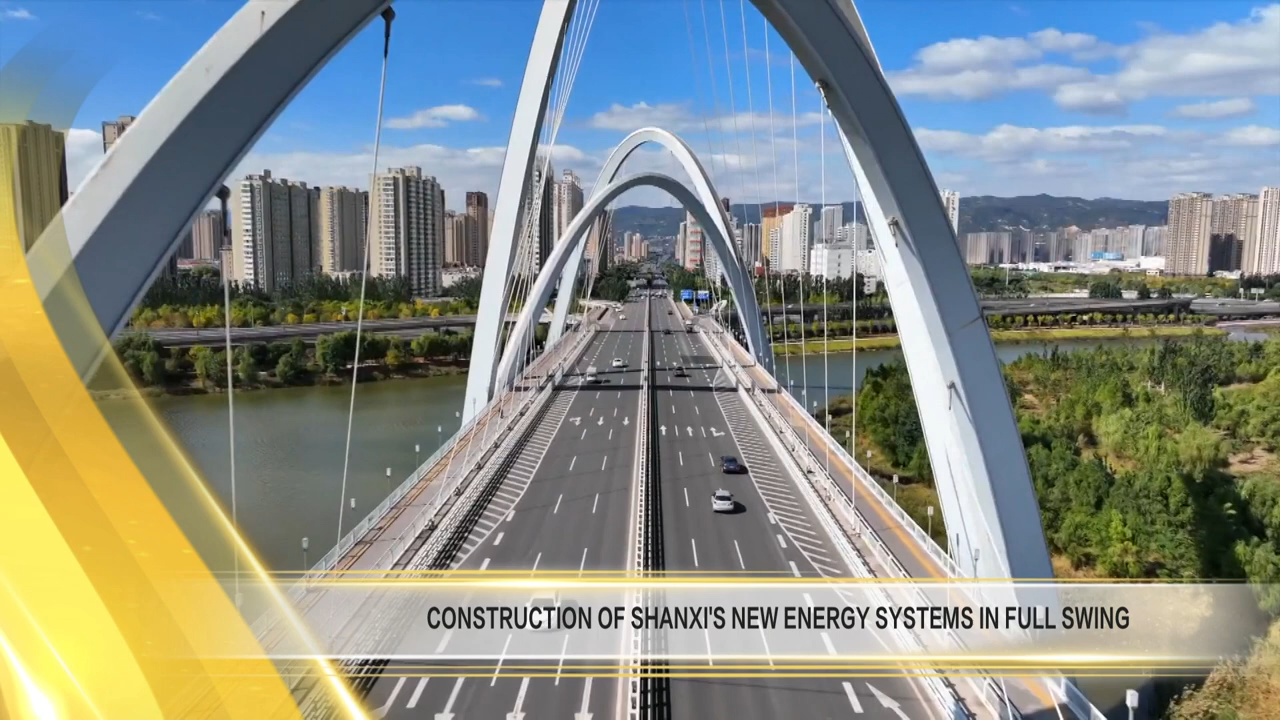 CONSTRUCTION OF SHANXI'S NEW ENERGY SYSTEMS IN FULL SWING